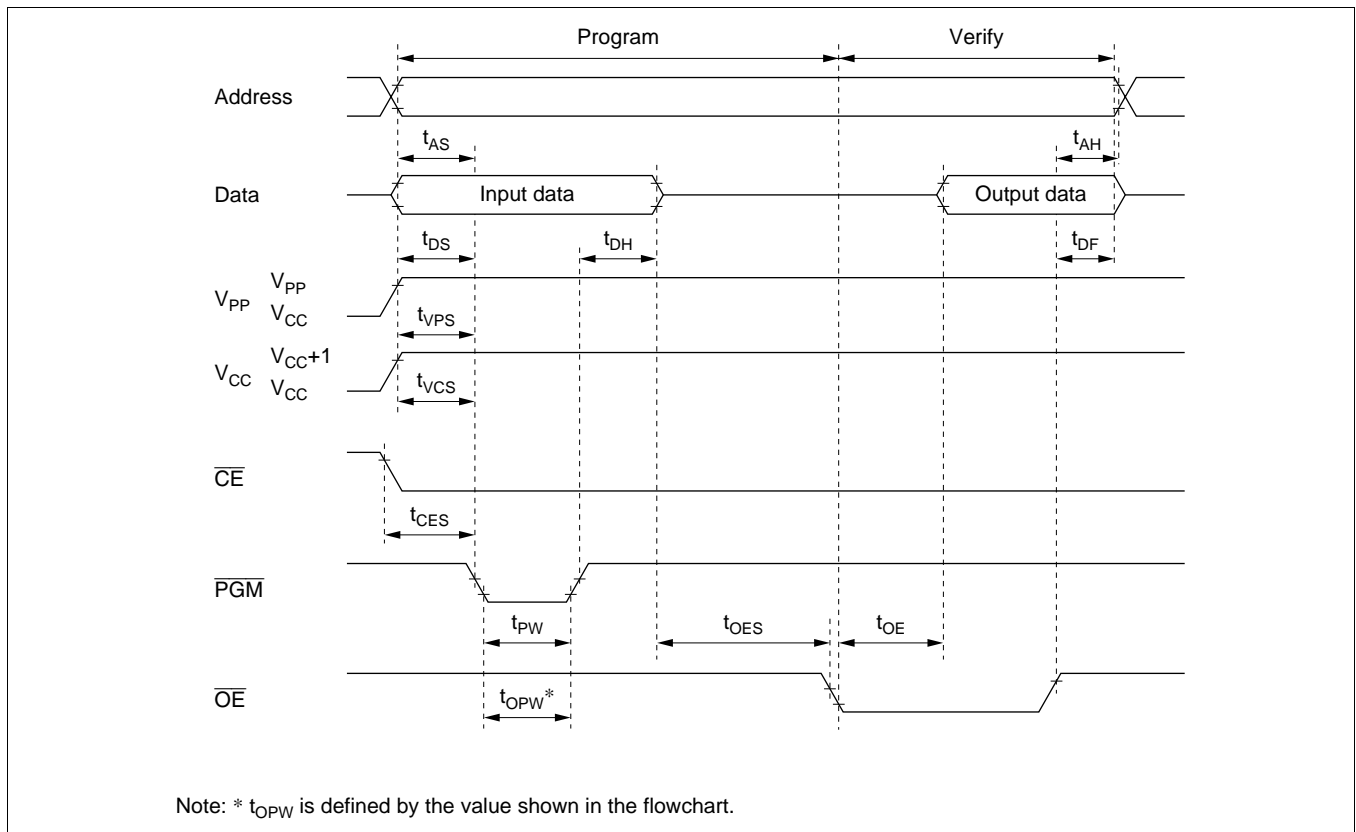 Program Verify
Address
tAS tAH
Data Input data Output data
tDS tDH tDF
VPP VPP
VCC
tVPS
VCC VCC+1
VCC
tVCS
CE
tCES
PGM
tPW tOES tOE
OE
tOPW*
Note: * tOPW is defined by the value shown in the flowchart.